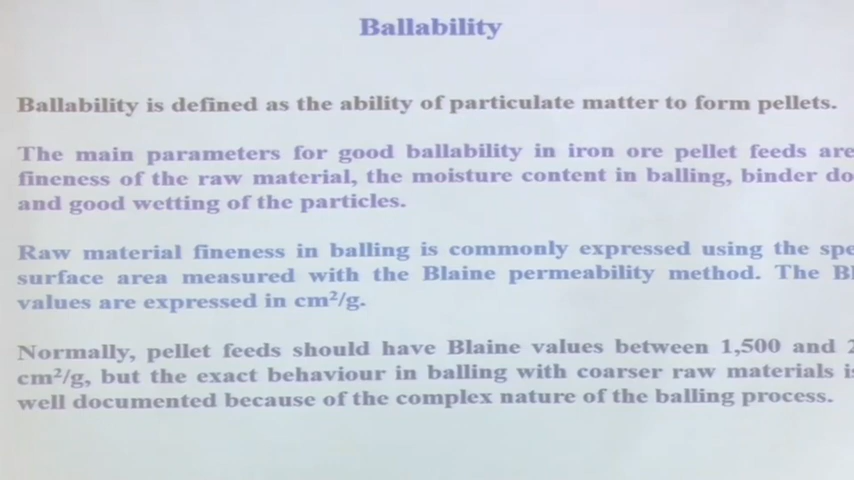 Ballability
Ballability is defined as the ability of particulate matter to form pellets.
The main parameters for good ballability in iron ore pellet feeds are
fineness of the raw material, the moisture content in balling, binder
and good wetting of the particles.
Raw material fineness in balling is commonly expressed using the
surface area measured with the Blaine permeability method. The
values are expressed in cm²/g.
Normally, pellet feeds should have Blaine values between 1,500 and
cm²/g, but the exact behaviour in balling with coarser raw materials
well documented because of the complex nature of the balling process.